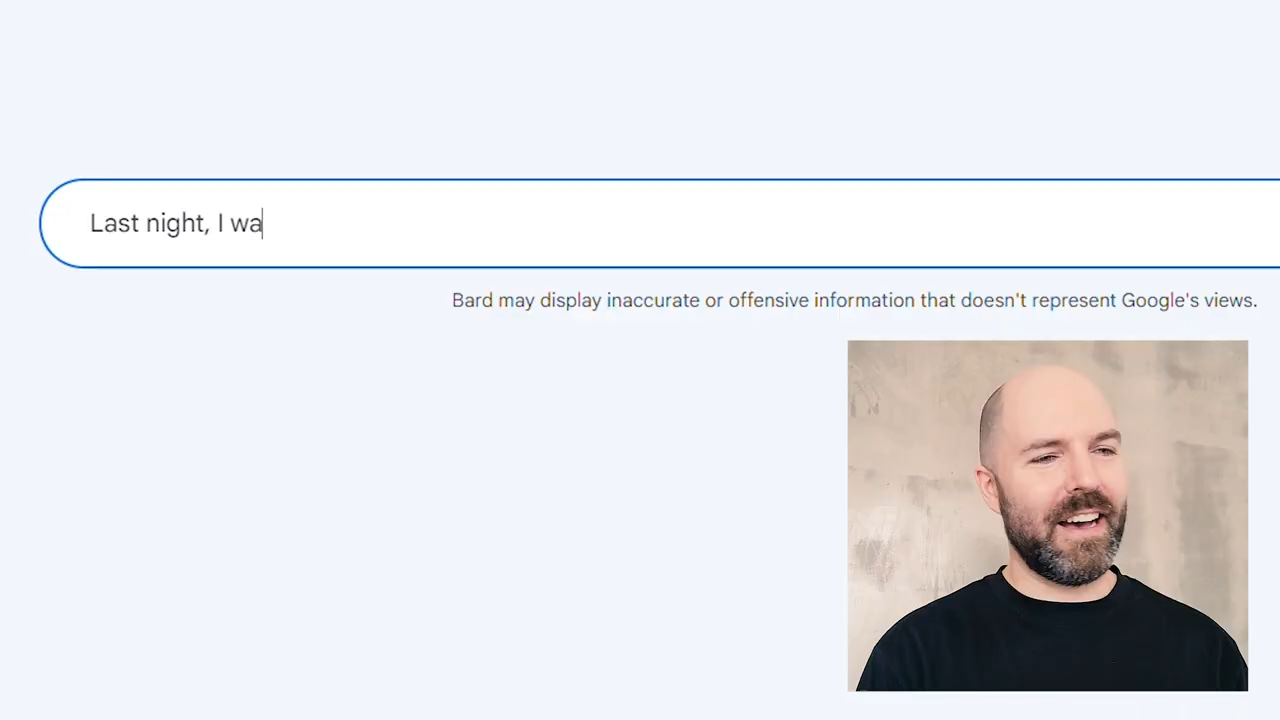 Last night, I wa
Bard may display inaccurate or offensive information that doesn't represent Google's views.